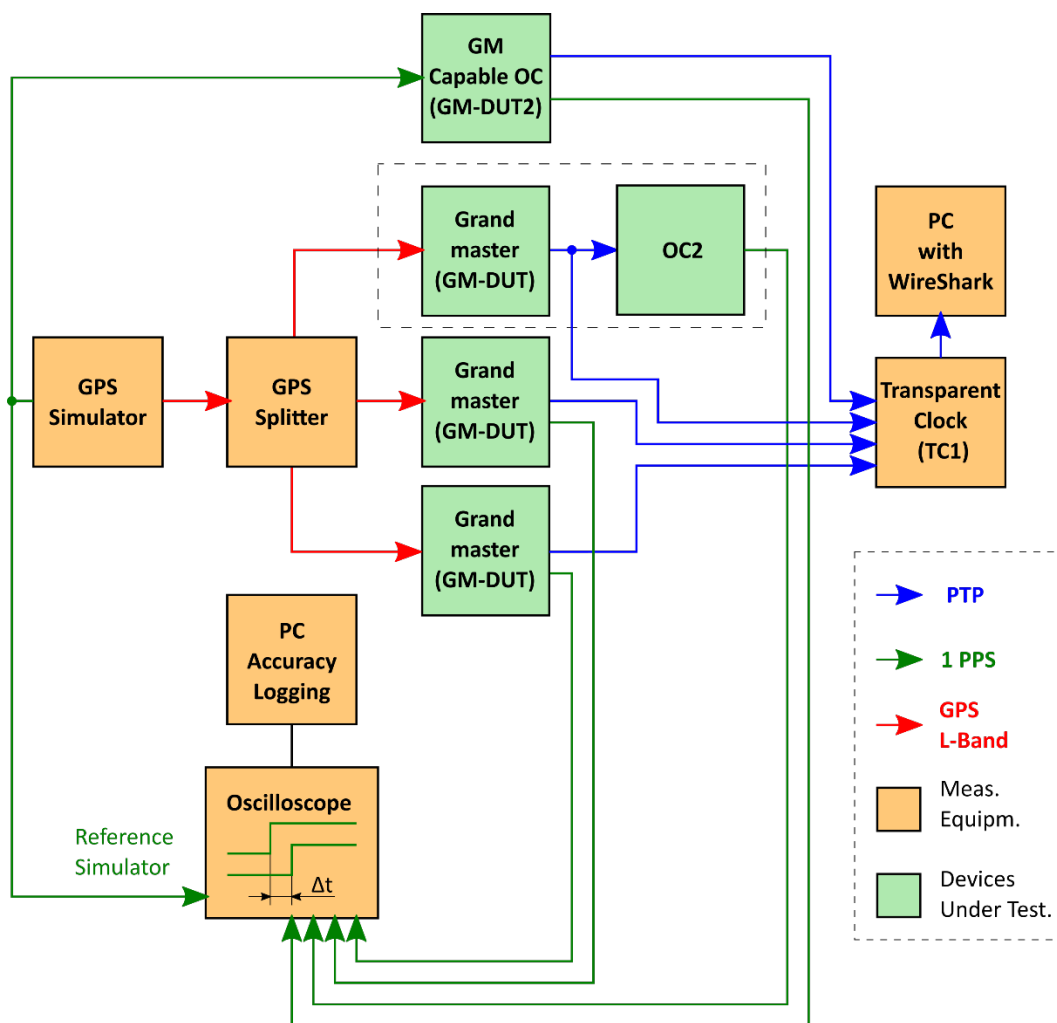 GM
Capable OC
(GM-DUT2)
Grand
master
(GM-DUT)
OC2
PC
with
WireShark
GPS
Simulator
GPS
Splitter
Grand
master
(GM-DUT)
Transparent
Clock
(TC1)
Grand
master
(GM-DUT)
PC
Accuracy
Logging
Oscilloscope
Δt
Reference
Simulator
PTP
1 PPS
GPS
L-Band
Meas.
Equipm.
Devices
Under Test.